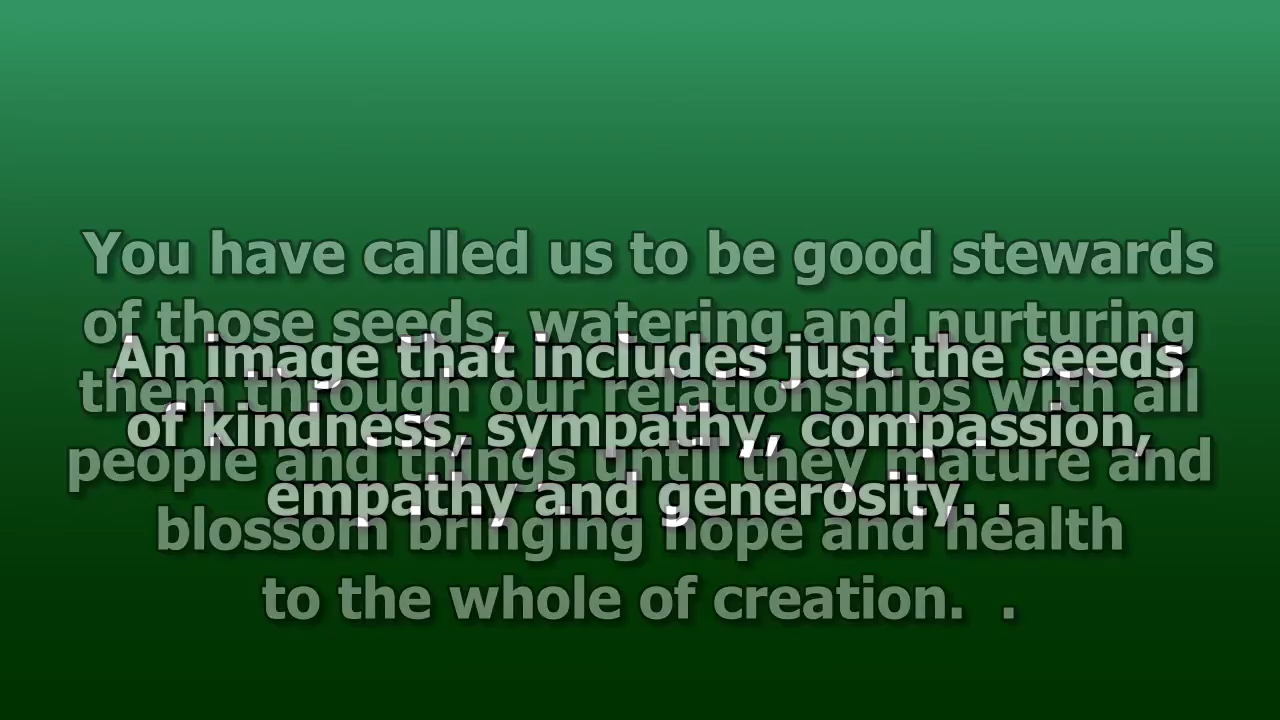 You have called us to be good stewards
of those seeds, watering and nurturing
them through our relationships with all
people and things until they mature and
blossom bringing hope and health
to the whole of creation.  .
An image that includes just the seeds
of kindness, sympathy, compassion,
empathy and generosity. .